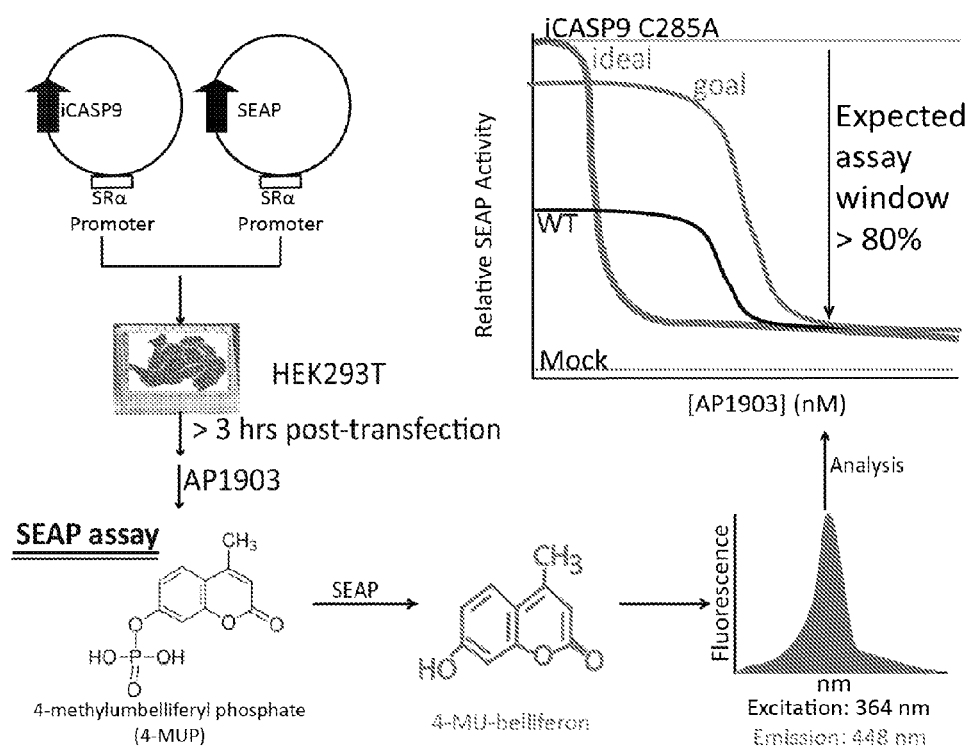 iCASP9
SEAP
SRα
Promoter
SRα
Promoter
HEK293T
> 3 hrs post-transfection
AP1903
iCASP9 C285A
ideal
goal
WT
Mock
Expected
assay
window
> 80%
Relative SEAP Activity
[AP1903] (nM)
Analysis
SEAP assay
CH3
O
O
O
HO
P
OH
O
4-methylumbelliferyl phosphate
(4-MUP)
SEAP
CH3
HO
O
O
4-MU-belliferon
Fluorescence
nm
Excitation: 364 nm
Emission: 448 nm